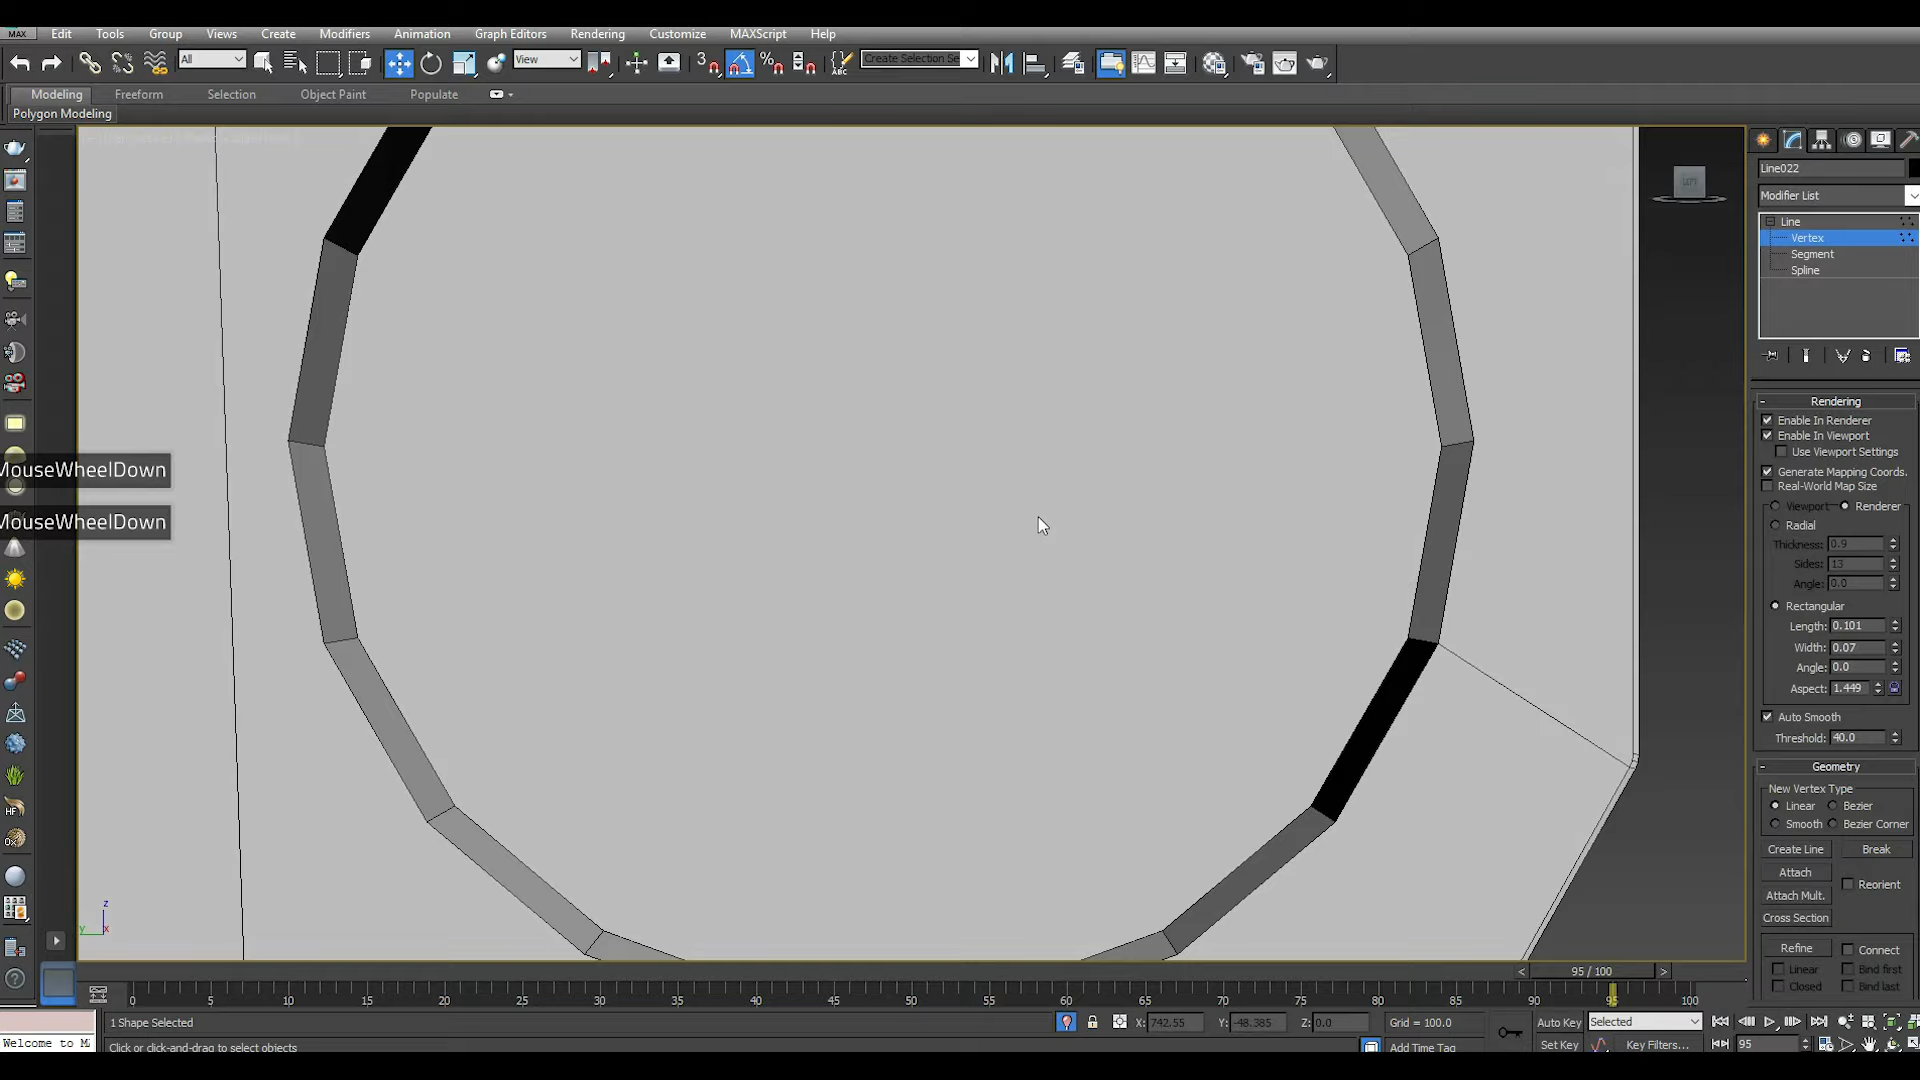 MAX Edit Tools Group Views Create Modifiers Animation Graph Editors Rendering Customize MAXScript Help
All View 3 % ABC Create Selection Se
Modeling Freeform Selection Object Paint Populate
Polygon Modeling
Line022
Modifier List
Line
Vertex
Segment
Spline
Rendering
Enable In Renderer
Enable In Viewport
Use Viewport Settings
Generate Mapping Coords.
Real-World Map Size
Viewport Renderer
Radial
Thickness: 0.9
Sides: 13
Angle: 0.0
Rectangular
Length: 0.101
Width: 0.07
Angle: 0.0
Aspect: 1.449
Auto Smooth
Threshold: 40.0
Geometry
New Vertex Type
Linear Bezier
Smooth Bezier Corner
Create Line Break
Attach
Reorient
Attach Mult.
Cross Section
Refine Connect
Linear Bind first
Closed Bind last
MouseWheelDown
MouseWheelDown
HF
z
y x
< 95 / 100 >
0 5 10 15 20 25 30 35 40 45 50 55 60 65 70 75 80 85 90 95 100
1 Shape Selected X: 742.55 Y: -48.385 Z: 0.0 Grid = 100.0 Auto Key Selected
Welcome to M Click or click-and-drag to select objects Add Time Tag Set Key Key Filters... 95